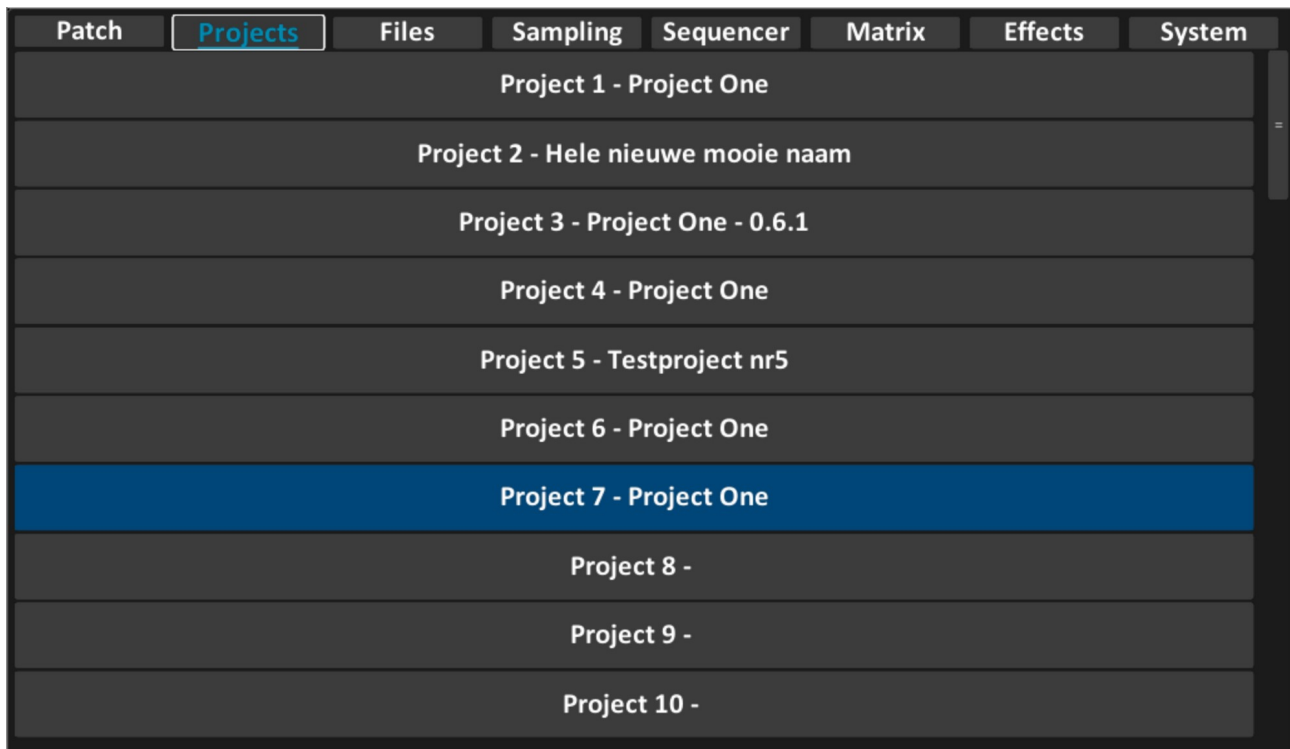 Patch Projects Files Sampling Sequencer Matrix Effects System
Project 1 - Project One
Project 2 - Hele nieuwe mooie naam
Project 3 - Project One - 0.6.1
Project 4 - Project One
Project 5 - Testproject nr5
Project 6 - Project One
Project 7 - Project One
Project 8 -
Project 9 -
Project 10 -